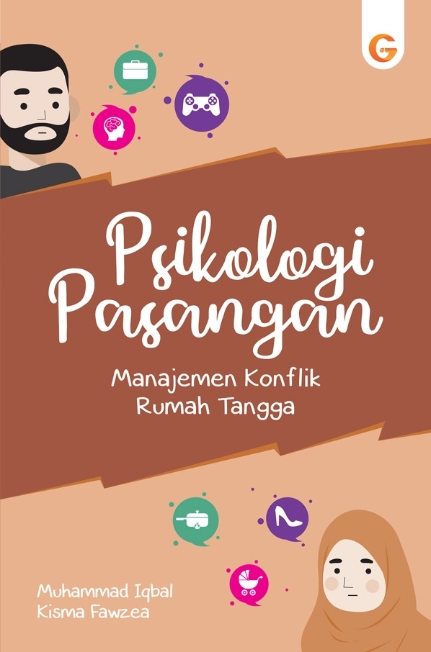 G
Psikologi
Pasangan
Manajemen Konflik
Rumah Tangga
Muhammad Iqbal
Kisma Fawzea